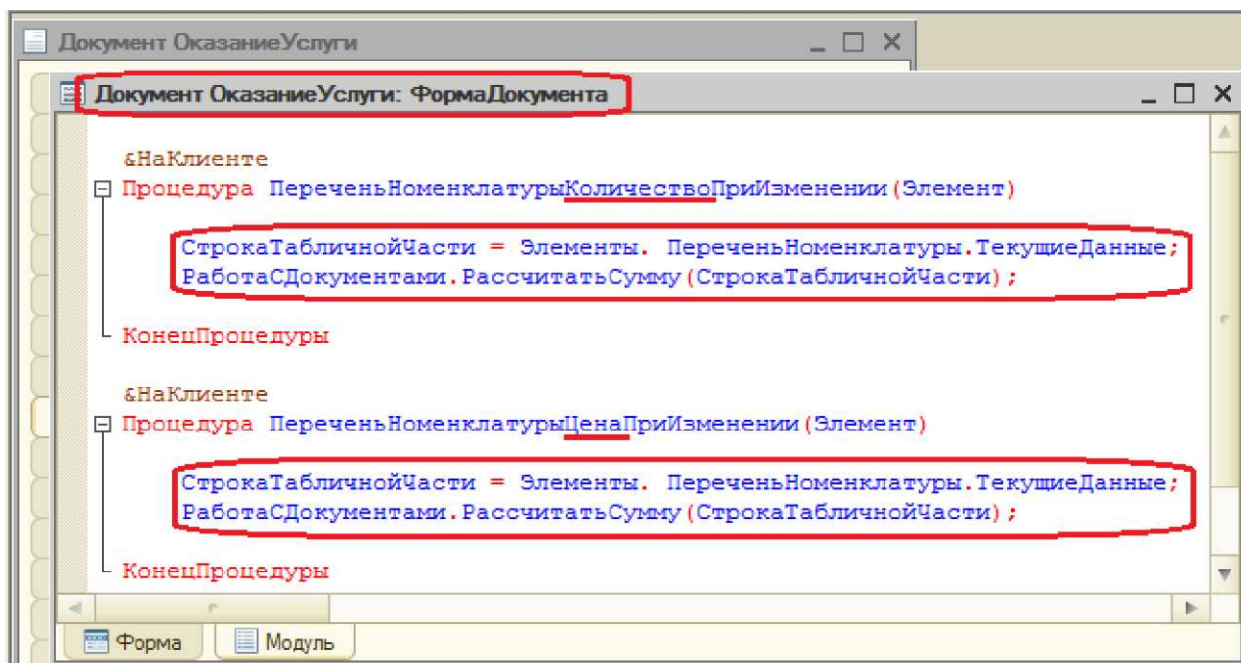 Документ ОказаниеУслуги
Документ ОказаниеУслуги: ФормаДокумента
&НаКлиенте
Процедура ПереченьНоменклатурыКоличествоПриИзменении(Элемент)
СтрокаТабличнойЧасти = Элементы. ПереченьНоменклатуры.ТекущиеДанные;
РаботаСДокументами.РассчитатьСумму(СтрокаТабличнойЧасти);
КонецПроцедуры
&НаКлиенте
Процедура ПереченьНоменклатурыЦенаПриИзменении(Элемент)
СтрокаТабличнойЧасти = Элементы. ПереченьНоменклатуры.ТекущиеДанные;
РаботаСДокументами.РассчитатьСумму(СтрокаТабличнойЧасти);
КонецПроцедуры
Форма Модуль